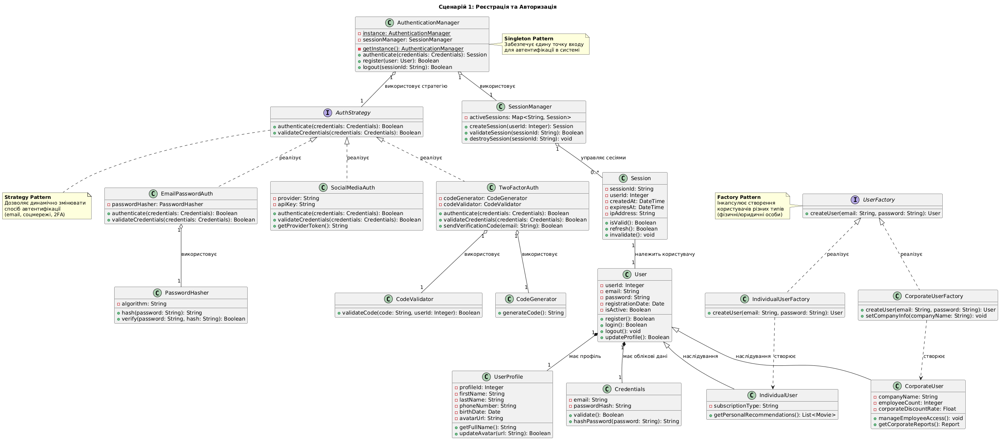 Сценарій 1: Реєстрація та Авторизація
C AuthenticationManager
instance: AuthenticationManager
sessionManager: SessionManager
getInstance(): AuthenticationManager
authenticate(credentials: Credentials): Session
register(user: User): Boolean
logout(sessionId: String): Boolean
Singleton Pattern
Забезпечує єдину точку входу
для автентифікації в системі
1
1
використовує стратегію
використовує
1
1
I AuthStrategy
authenticate(credentials: Credentials): Boolean
validateCredentials(credentials: Credentials): Boolean
C SessionManager
activeSessions: Map<String, Session>
createSession(userId: Integer): Session
validateSession(sessionId: String): Boolean
destroySession(sessionId: String): void
1
реалізує
реалізує
реалізує
управляє сесіями
0..*
Strategy Pattern
Дозволяє динамічно змінювати
спосіб автентифікації
(email, соцмережі, 2FA)
C EmailPasswordAuth
passwordHasher: PasswordHasher
authenticate(credentials: Credentials): Boolean
validateCredentials(credentials: Credentials): Boolean
C SocialMediaAuth
provider: String
apiKey: String
authenticate(credentials: Credentials): Boolean
validateCredentials(credentials: Credentials): Boolean
getProviderToken(): String
C TwoFactorAuth
codeGenerator: CodeGenerator
codeValidator: CodeValidator
authenticate(credentials: Credentials): Boolean
validateCredentials(credentials: Credentials): Boolean
sendVerificationCode(email: String): Boolean
C Session
sessionId: String
userId: Integer
createdAt: DateTime
expiresAt: DateTime
ipAddress: String
isValid(): Boolean
refresh(): Boolean
invalidate(): void
Factory Pattern
Інкапсулює створення
користувачів різних типів
(фізичні/юридичні особи)
I UserFactory
createUser(email: String, password: String): User
1
1
1
1
використовує
використовує
використовує
належить користувачу
реалізує
реалізує
1
1
1
1
C PasswordHasher
algorithm: String
hash(password: String): String
verify(password: String, hash: String): Boolean
C CodeValidator
validateCode(code: String, userId: Integer): Boolean
C CodeGenerator
generateCode(): String
C User
userId: Integer
email: String
password: String
registrationDate: Date
isActive: Boolean
register(): Boolean
login(): Boolean
logout(): void
updateProfile(): Boolean
C IndividualUserFactory
createUser(email: String, password: String): User
C CorporateUserFactory
createUser(email: String, password: String): User
setCompanyInfo(companyName: String): void
1
1
має профіль
має облікові дані
наслідування
наслідування
створює
створює
1
1
C UserProfile
profileId: Integer
firstName: String
lastName: String
phoneNumber: String
birthDate: Date
avatarUrl: String
getFullName(): String
updateAvatar(url: String): Boolean
C Credentials
email: String
passwordHash: String
validate(): Boolean
hashPassword(password: String): String
C IndividualUser
subscriptionType: String
getPersonalRecommendations(): List<Movie>
C CorporateUser
companyName: String
employeeCount: Integer
corporateDiscountRate: Float
manageEmployeeAccess(): void
getCorporateReports(): Report